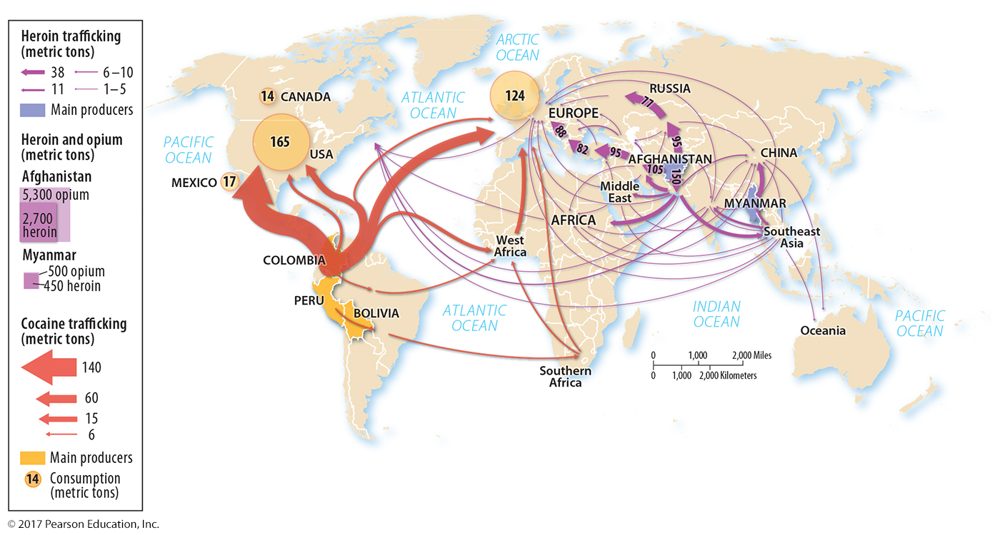 Heroin trafficking
(metric tons)
38 6–10
11 1–5
Main producers
Heroin and opium
(metric tons)
Afghanistan
5,300 opium
2,700
heroin
Myanmar
500 opium
450 heroin
Cocaine trafficking
(metric tons)
140
60
15
6
Main producers
14 Consumption
(metric tons)
ARCTIC
OCEAN
14 CANADA
ATLANTIC
OCEAN
124
RUSSIA
77
EUROPE
PACIFIC
OCEAN
165
USA
88
82
95
95
AFGHANISTAN
105
150
CHINA
MEXICO 17
Middle
East
MYANMAR
AFRICA
Southeast
Asia
West
Africa
COLOMBIA
PERU
BOLIVIA
ATLANTIC
OCEAN
INDIAN
OCEAN
PACIFIC
OCEAN
Oceania
Southern
Africa
0 1,000 2,000 Miles
0 1,000 2,000 Kilometers
© 2017 Pearson Education, Inc.